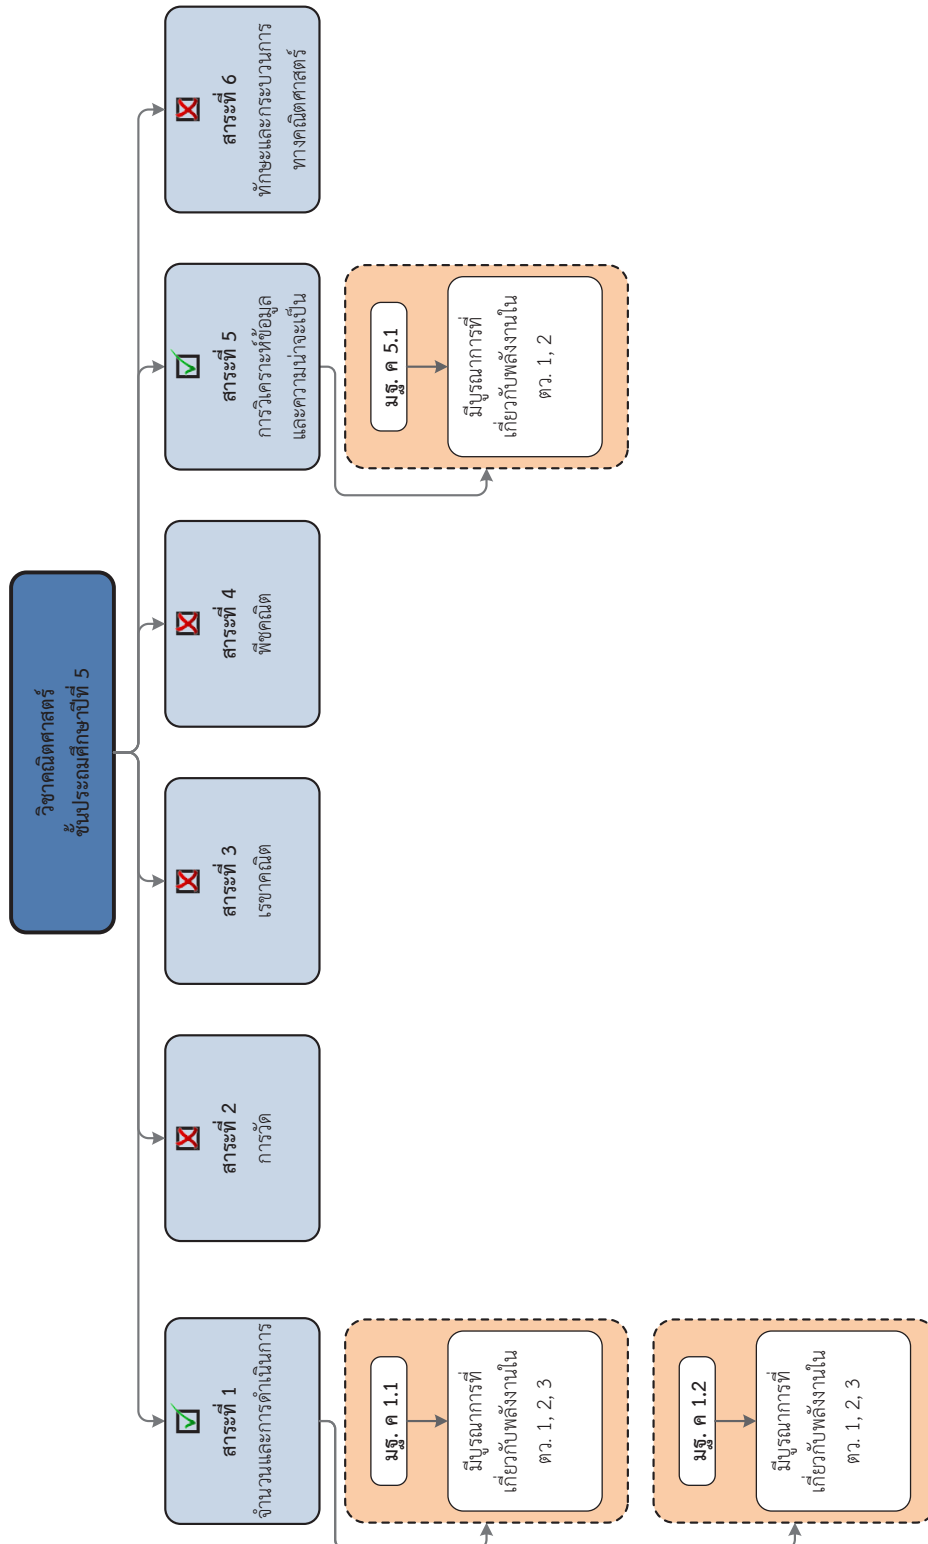 วิชาคณิตศาสตร์
ชั้นประถมศึกษาปีที่ 5
สาระที่ 1
จำนวนและการดำเนินการ
สาระที่ 2
การวัด
สาระที่ 3
เรขาคณิต
สาระที่ 4
พีชคณิต
สาระที่ 5
การวิเคราะห์ข้อมูล
และความน่าจะเป็น
สาระที่ 6
ทักษะและกระบวนการ
ทางคณิตศาสตร์
มฐ. ค 1.1
มีบูรณาการที่
เกี่ยวกับพลังงานใน
ตว. 1, 2, 3
มฐ. ค 1.2
มีบูรณาการที่
เกี่ยวกับพลังงานใน
ตว. 1, 2, 3
มฐ. ค 5.1
มีบูรณาการที่
เกี่ยวกับพลังงานใน
ตว. 1, 2